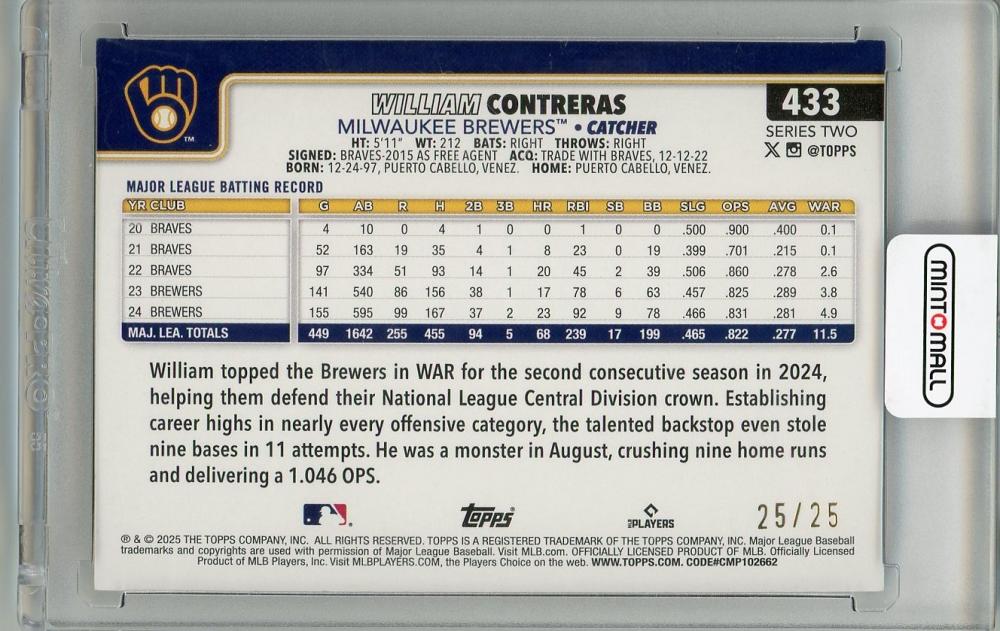 WILLIAM CONTRERAS
433
MILWAUKEE BREWERS™ • CATCHER
SERIES TWO
@TOPPS
HT: 5'11" WT: 212 BATS: RIGHT THROWS: RIGHT
SIGNED: BRAVES-2015 AS FREE AGENT ACQ: TRADE WITH BRAVES, 12-12-22
BORN: 12-24-97, PUERTO CABELLO, VENEZ. HOME: PUERTO CABELLO, VENEZ.
MAJOR LEAGUE BATTING RECORD
YR CLUB G AB R H 2B 3B HR RBI SB BB SLG OPS AVG WAR
20 BRAVES 4 10 0 4 1 0 0 1 0 0 .500 .900 .400 0.1
21 BRAVES 52 163 19 35 4 1 8 23 0 19 .399 .701 .215 0.1
22 BRAVES 97 334 51 93 14 1 20 45 2 39 .506 .860 .278 2.6
23 BREWERS 141 540 86 156 38 1 17 78 6 63 .457 .825 .289 3.8
24 BREWERS 155 595 99 167 37 2 23 92 9 78 .466 .831 .281 4.9
MAJ. LEA. TOTALS 449 1642 255 455 94 5 68 239 17 199 .465 .822 .277 11.5
William topped the Brewers in WAR for the second consecutive season in 2024,
helping them defend their National League Central Division crown. Establishing
career highs in nearly every offensive category, the talented backstop even stole
nine bases in 11 attempts. He was a monster in August, crushing nine home runs
and delivering a 1.046 OPS.
Topps
PLAYERS
25/25
® & © 2025 THE TOPPS COMPANY, INC. ALL RIGHTS RESERVED. TOPPS IS A REGISTERED TRADEMARK OF THE TOPPS COMPANY, INC. Major League Baseball
trademarks and copyrights are used with permission of Major League Baseball. Visit MLB.com. OFFICIALLY LICENSED PRODUCT OF MLB. Officially Licensed
Product of MLB Players, Inc. Visit MLBPLAYERS.COM, the Players Choice on the web. WWW.TOPPS.COM. CODE#CMP102662
MINT MALL